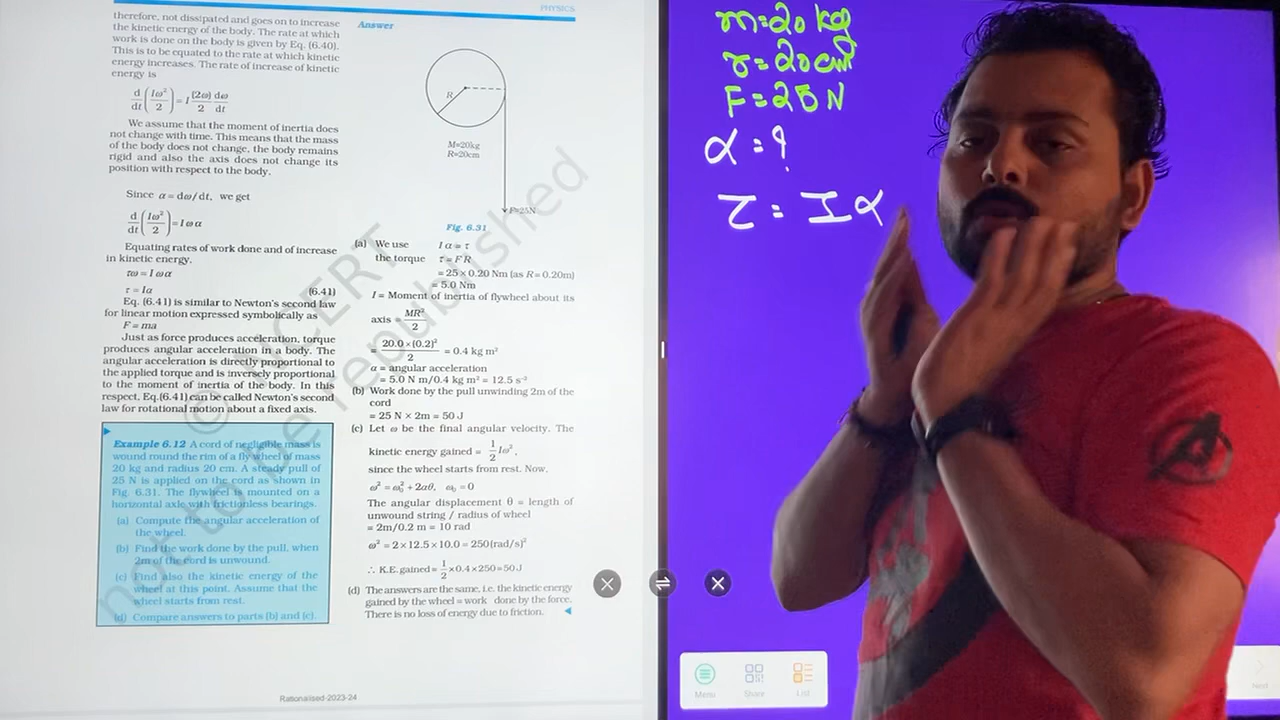 PHYSICS
therefore, not dissipated and goes on to increase
the kinetic energy of the body. The rate at which
work is done on the body is given by Eq. (6.40).
This is to be equated to the rate at which kinetic
energy increases. The rate of increase of kinetic
energy is
d/dt (Iω²/2) = I (2ω)/2 dω/dt
We assume that the moment of inertia does
not change with time. This means that the mass
of the body does not change, the body remains
rigid and also the axis does not change its
position with respect to the body.
Since α = dω/dt, we get
d/dt (Iω²/2) = I ω α
Equating rates of work done and of increase
in kinetic energy,
τω = I ω α
τ = Iα (6.41)
Eq. (6.41) is similar to Newton's second law
for linear motion expressed symbolically as
F = ma
Just as force produces acceleration, torque
produces angular acceleration in a body. The
angular acceleration is directly proportional to
the applied torque and is inversely proportional
to the moment of inertia of the body. In this
respect, Eq.(6.41) can be called Newton's second
law for rotational motion about a fixed axis.
Example 6.12 A cord of negligible mass is
wound round the rim of a fly wheel of mass
20 kg and radius 20 cm. A steady pull of
25 N is applied on the cord as shown in
Fig. 6.31. The flywheel is mounted on a
horizontal axle with frictionless bearings.
(a) Compute the angular acceleration of
the wheel.
(b) Find the work done by the pull, when
2m of the cord is unwound.
(c) Find also the kinetic energy of the
wheel at this point. Assume that the
wheel starts from rest.
(d) Compare answers to parts (b) and (c).
Answer
R
M=20kg
R=20cm
F=25N
Fig. 6.31
(a) We use I α = τ
the torque τ = F R
= 25 × 0.20 Nm (as R = 0.20m)
= 5.0 Nm
I = Moment of inertia of flywheel about its
axis = MR²/2
= 20.0 × (0.2)²/2 = 0.4 kg m²
α = angular acceleration
= 5.0 N m/0.4 kg m² = 12.5 s⁻²
(b) Work done by the pull unwinding 2m of the
cord
= 25 N × 2m = 50 J
(c) Let ω be the final angular velocity. The
kinetic energy gained = 1/2 Iω²,
since the wheel starts from rest. Now,
ω² = ω₀² + 2αθ, ω₀ = 0
The angular displacement θ = length of
unwound string / radius of wheel
= 2m/0.2 m = 10 rad
ω² = 2 × 12.5 × 10.0 = 250 (rad/s)²
∴ K.E. gained = 1/2 × 0.4 × 250 = 50 J
(d) The answers are the same, i.e. the kinetic energy
gained by the wheel = work done by the force.
There is no loss of energy due to friction.
Rationalised-2023-24
© NCERT
not to be republished
m=20 kg
r=20cm
F=25 N
α = ?
τ = Iα
Menu
Share
List
Next